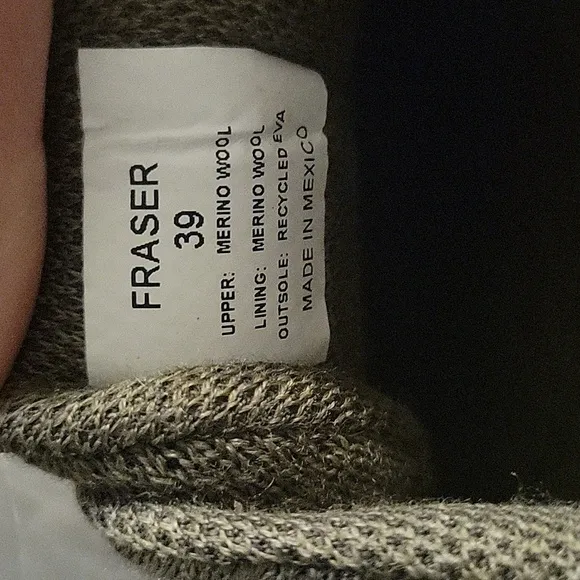 FRASER
39
UPPER: MERINO WOOL
LINING: MERINO WOOL
OUTSOLE: RECYCLED EVA
MADE IN MEXICO